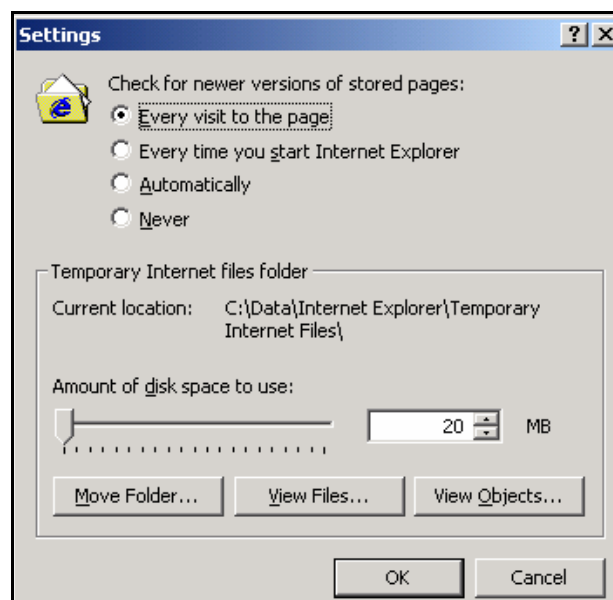 Settings
Check for newer versions of stored pages:
Every visit to the page
Every time you start Internet Explorer
Automatically
Never
Temporary Internet files folder
Current location: C:\Data\Internet Explorer\Temporary
Internet Files\
Amount of disk space to use:
20 MB
Move Folder... View Files... View Objects...
OK Cancel